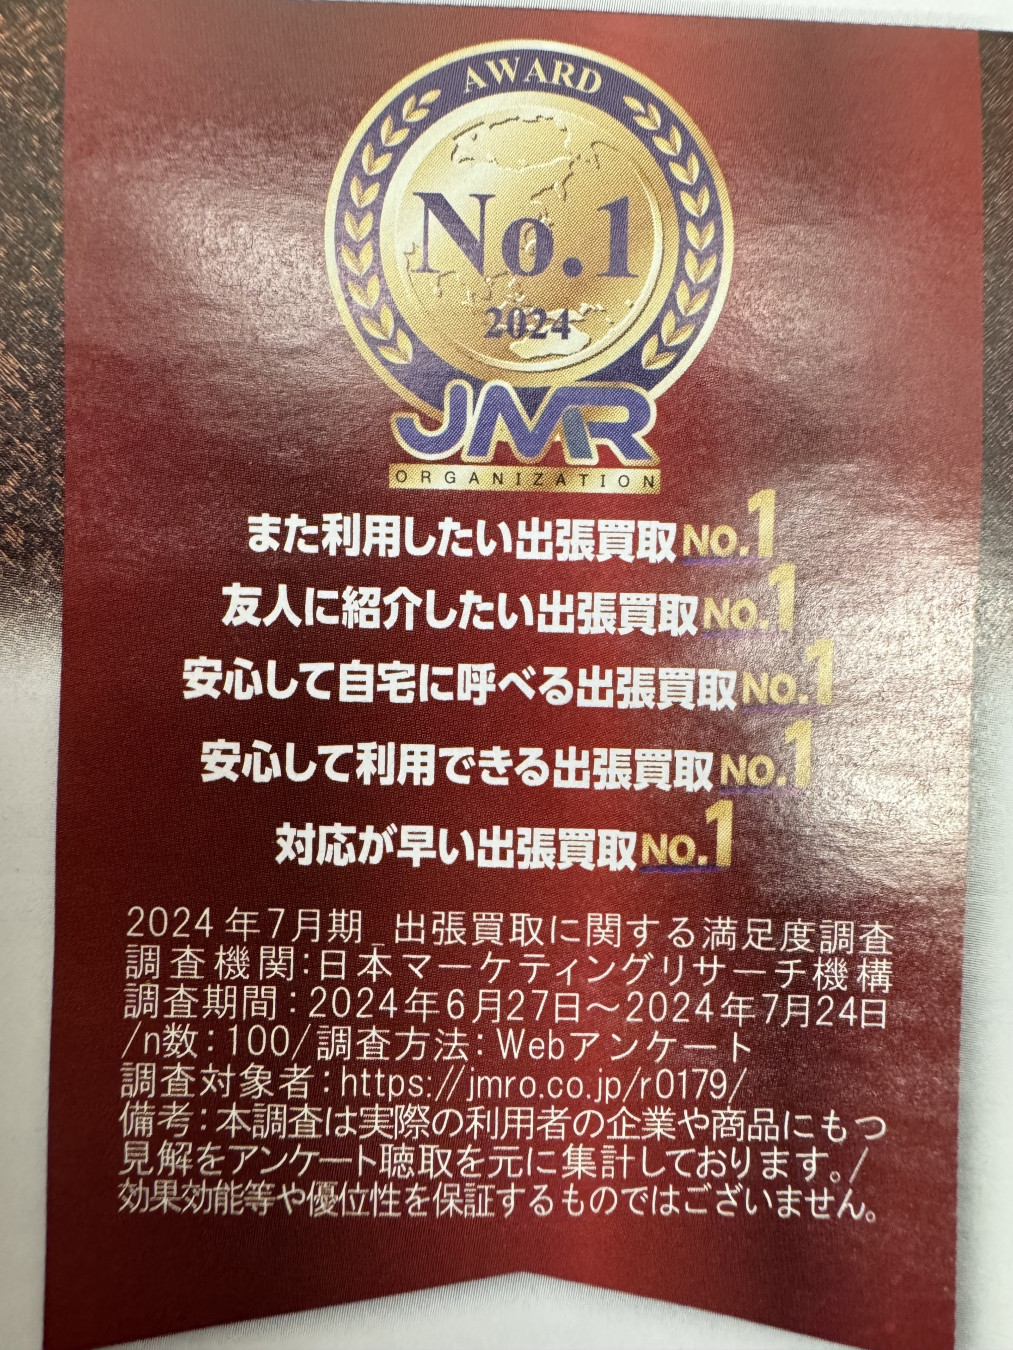 AWARD
No.1
2024
JMR
ORGANIZATION
また利用したい出張買取NO.1
友人に紹介したい出張買取NO.1
安心して自宅に呼べる出張買取NO.1
安心して利用できる出張買取NO.1
対応が早い出張買取NO.1
2024年7月期_出張買取に関する満足度調査
調査機関:日本マーケティングリサーチ機構
調査期間:2024年6月27日～2024年7月24日
/n数:100/調査方法:Webアンケート
調査対象者:https://jmro.co.jp/r0179/
備考:本調査は実際の利用者の企業や商品にもつ
見解をアンケート聴取を元に集計しております。/
効果効能等や優位性を保証するものではございません。